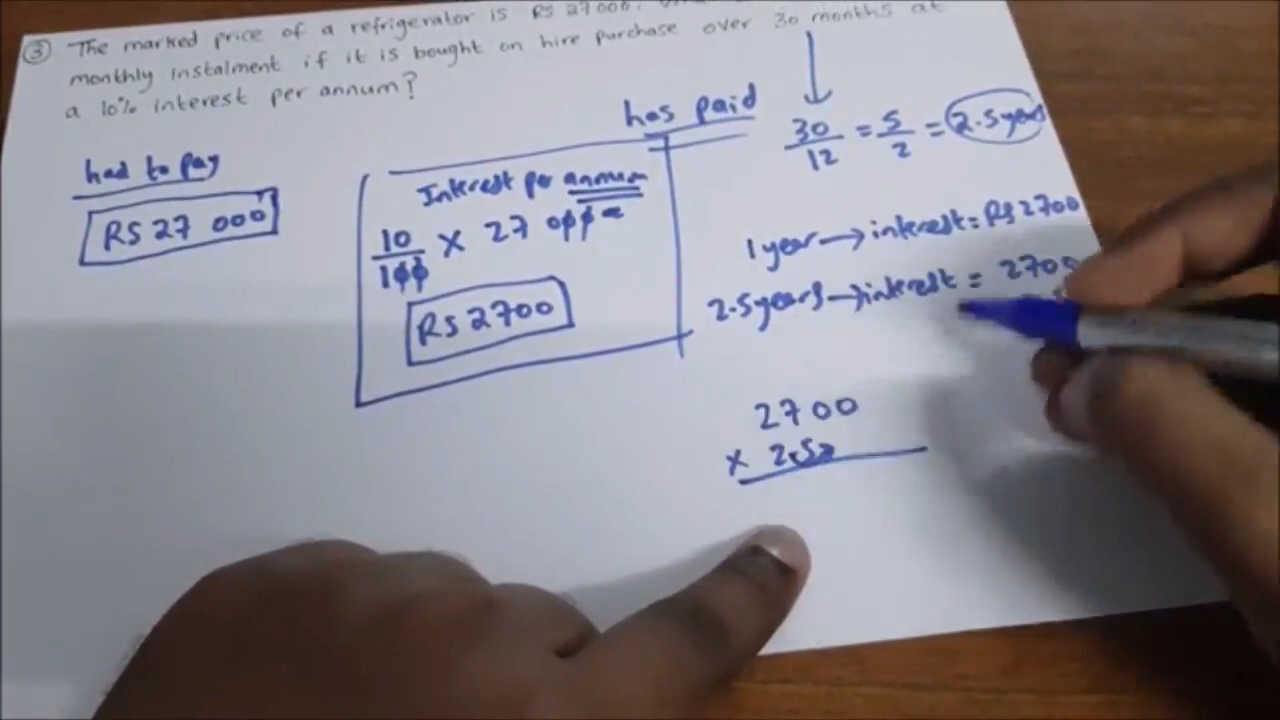 ③ The marked price of a refrigerator is RS 27000.
monthly instalment if it is bought on hire purchase over 30 months at
a 10% interest per annum?
has paid
had to pay
RS 27 000
Interest per annum
10/100 × 27 000
RS 2700
30/12 = 5/2 = 2.5 years
1 year → interest = RS 2700
2.5 years → interest =
2700
× 2.5